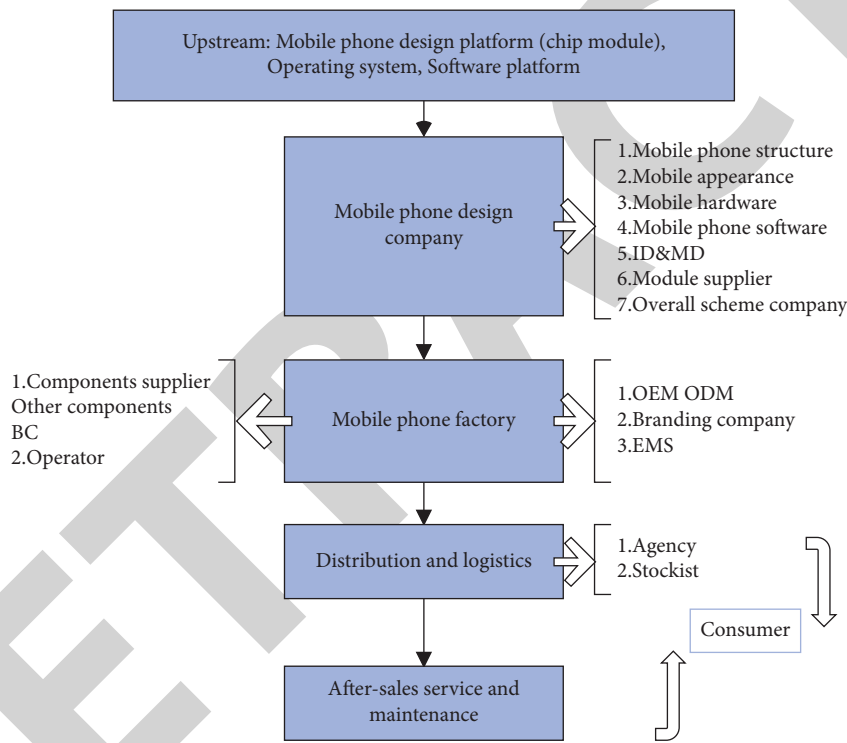 Upstream: Mobile phone design platform (chip module),
Operating system, Software platform
Mobile phone design
company
1.Mobile phone structure
2.Mobile appearance
3.Mobile hardware
4.Mobile phone software
5.ID&MD
6.Module supplier
7.Overall scheme company
1.Components supplier
Other components
BC
2.Operator
Mobile phone factory
1.OEM ODM
2.Branding company
3.EMS
Distribution and logistics
1.Agency
2.Stockist
Consumer
After-sales service and
maintenance